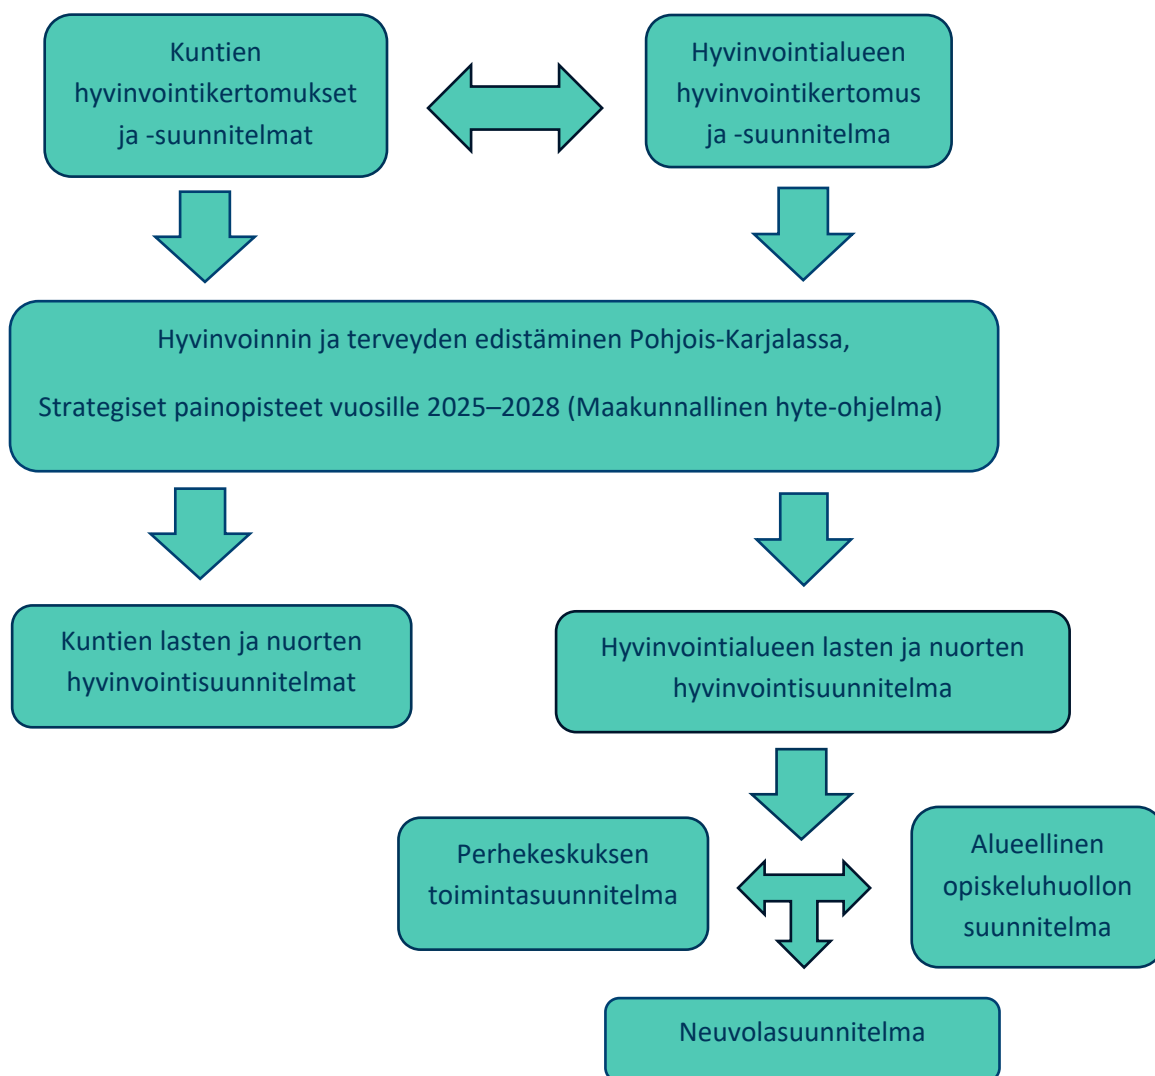 Kuntien
hyvinvointikertomukset
ja -suunnitelmat
Hyvinvointialueen
hyvinvointikertomus
ja -suunnitelma
Hyvinvoinnin ja terveyden edistäminen Pohjois-Karjalassa,
Strategiset painopisteet vuosille 2025–2028 (Maakunnallinen hyte-ohjelma)
Kuntien lasten ja nuorten
hyvinvointisuunnitelmat
Hyvinvointialueen lasten ja nuorten
hyvinvointisuunnitelma
Perhekeskuksen
toimintasuunnitelma
Alueellinen
opiskeluhuollon
suunnitelma
Neuvolasuunnitelma